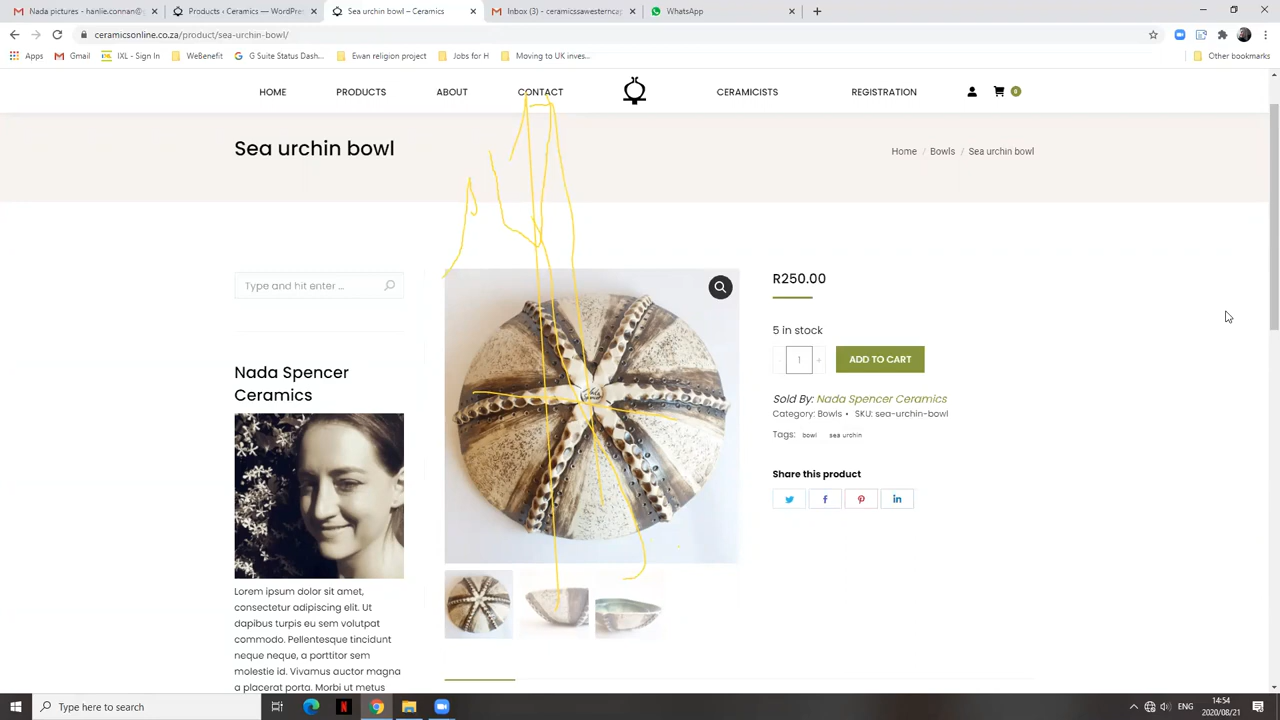 Nada pictures - hanlie.connan@
Products ‹ Ceramics — WordPres
Sea urchin bowl
Inbox (3) - ceramicssawesternca
WhatsApp
ceramicsonline.co.za/product/sea-urchin-bowl/
Apps Gmail IXL - Sign In WeBenefit G Suite Status Dash... Ewan religion project Jobs for H Moving to UK inves... Other bookmarks
HOME PRODUCTS ABOUT CONTACT CERAMICISTS REGISTRATION 0
Sea urchin bowl
Home / Bowls / Sea urchin bowl
Type and hit enter ...
Nada Spencer
Ceramics
Lorem ipsum dolor sit amet,
consectetur adipiscing elit. Ut
dapibus turpis eu sem volutpat
commodo. Pellentesque tincidunt
neque neque, a porttitor sem
molestie id. Vivamus auctor magna
a placerat porta. Morbi ut metus
R250.00
5 in stock
- 1 +
ADD TO CART
Sold By: Nada Spencer Ceramics
Category: Bowls • SKU: sea-urchin-bowl
Tags: bowl sea urchin
Share this product
Type here to search
ENG
14:54
2020/08/21